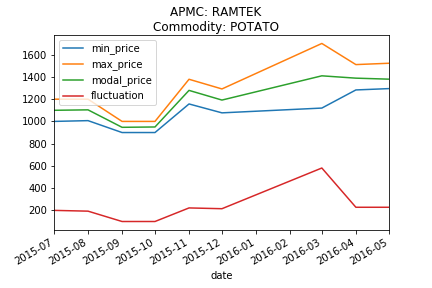 APMC: RAMTEK
Commodity: POTATO
min_price
max_price
modal_price
fluctuation
1600
1400
1200
1000
800
600
400
200
2015-07
2015-08
2015-09
2015-10
2015-11
2015-12
2016-01
2016-02
2016-03
2016-04
2016-05
date